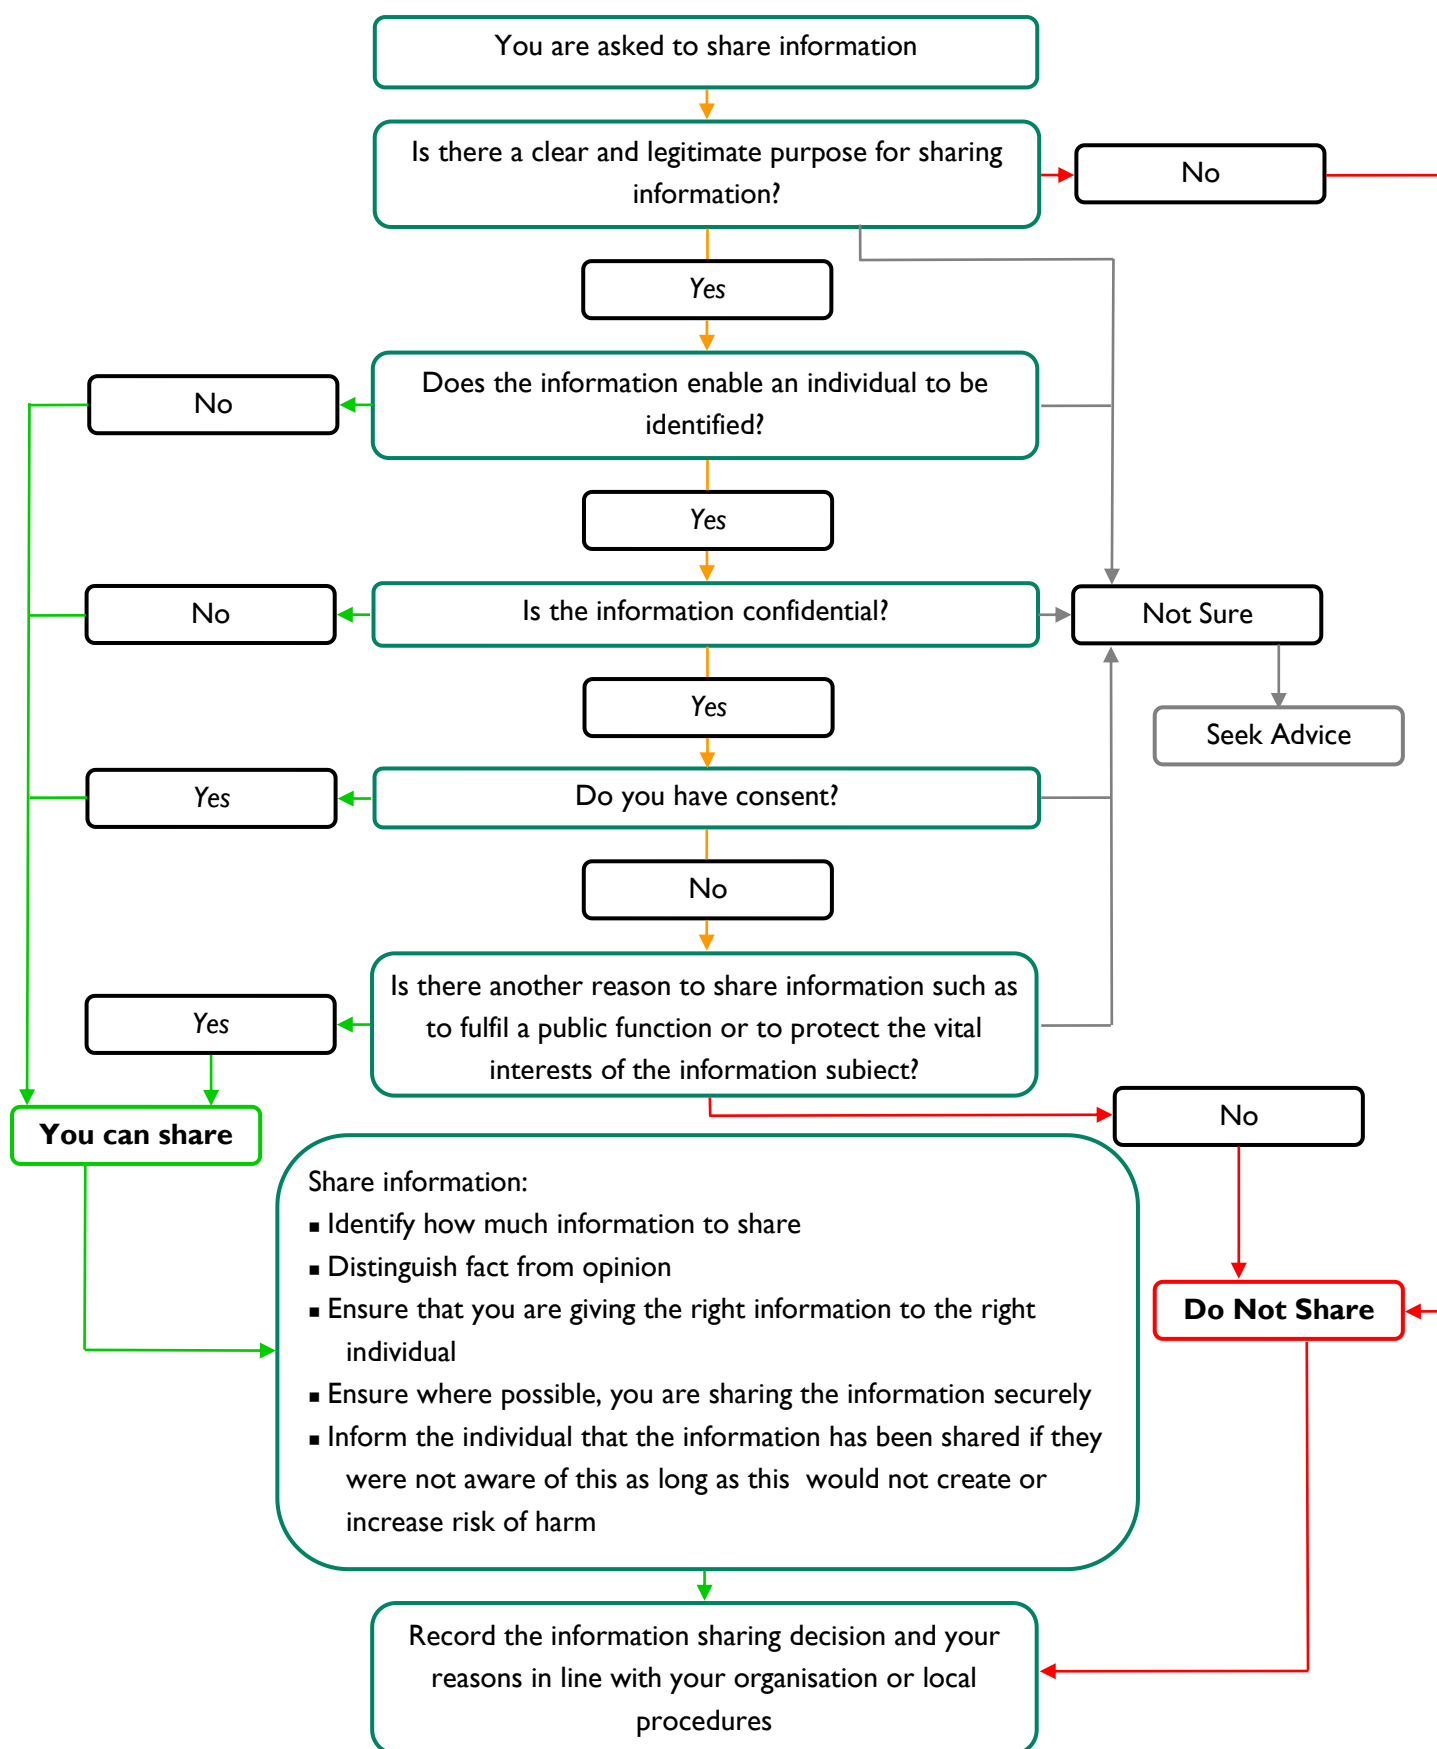 You are asked to share information
Is there a clear and legitimate purpose for sharing
information?
No
Yes
Does the information enable an individual to be
identified?
No
Yes
Is the information confidential?
No
Not Sure
Yes
Seek Advice
Do you have consent?
Yes
No
Is there another reason to share information such as
to fulfil a public function or to protect the vital
interests of the information subject?
Yes
No
You can share
Share information:
▪ Identify how much information to share
▪ Distinguish fact from opinion
▪ Ensure that you are giving the right information to the right
individual
▪ Ensure where possible, you are sharing the information securely
▪ Inform the individual that the information has been shared if they
were not aware of this as long as this  would not create or
increase risk of harm
Do Not Share
Record the information sharing decision and your
reasons in line with your organisation or local
procedures